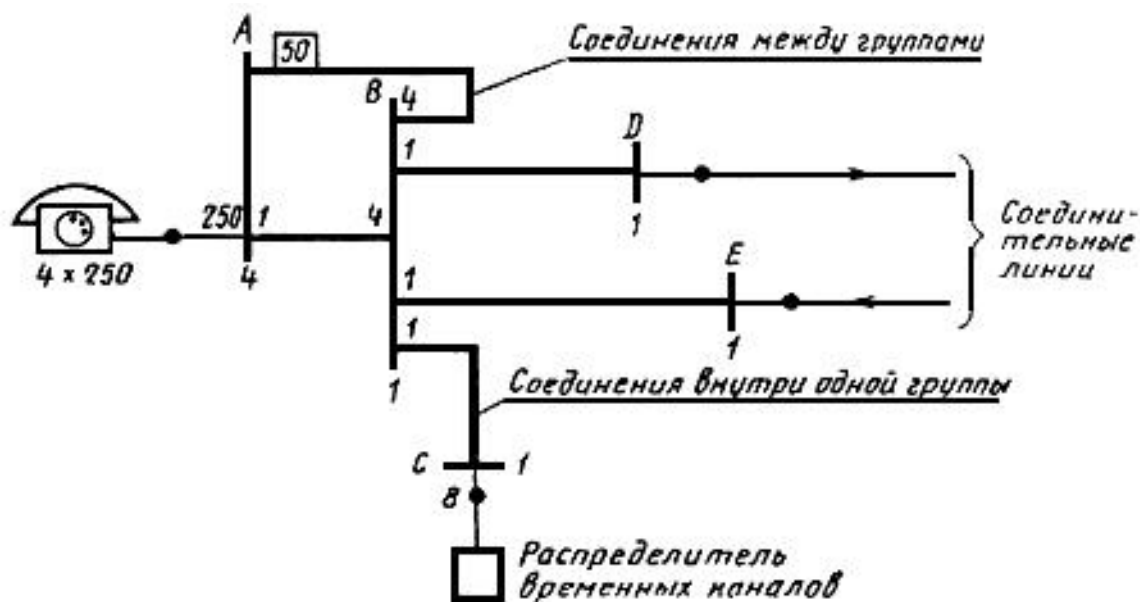 A
50
Соединения между группами
B 4
1
D
1
250 1
4
4 × 250
4
1
E
1
Соедини-
тельные
линии
1
1
Соединения внутри одной группы
C 1
8
Распределитель
временных каналов